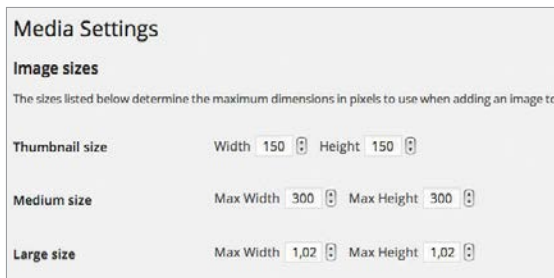 Media Settings
Image sizes
The sizes listed below determine the maximum dimensions in pixels to use when adding an image to
Thumbnail size Width 150 Height 150
Medium size Max Width 300 Max Height 300
Large size Max Width 1,02 Max Height 1,02